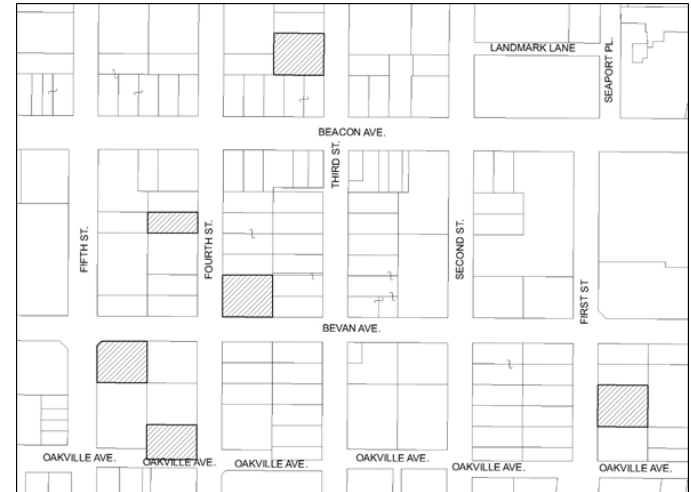 LANDMARK LANE
SEAPORT PL.
BEACON AVE.
THIRD ST.
FIFTH ST.
FOURTH ST.
SECOND ST.
FIRST ST
BEVAN AVE.
OAKVILLE AVE.
OAKVILLE AVE.
OAKVILLE AVE.
OAKVILLE AVE.
OAKVILLE AVE.
OAKVILLE AVE.